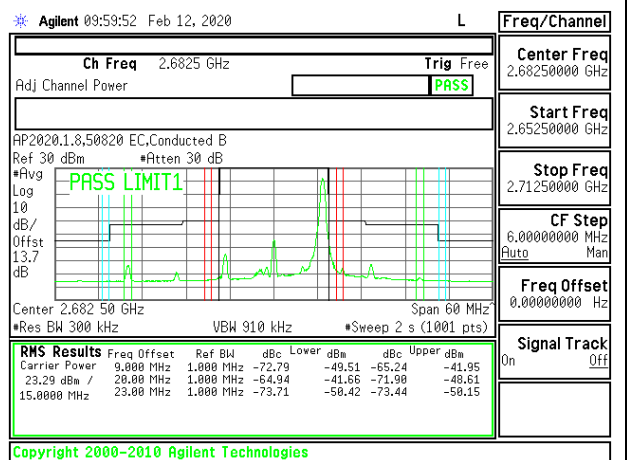 Agilent 09:59:52 Feb 12, 2020 L Freq/Channel
Ch Freq 2.6825 GHz Trig Free
Adj Channel Power PASS
AP2020.1.8,50820 EC,Conducted B
Ref 30 dBm #Atten 30 dB
#Avg
Log
10
dB/
Offst
13.7
dB
PASS LIMIT1
Center 2.682 50 GHz Span 60 MHz^
#Res BW 300 kHz VBW 910 kHz #Sweep 2 s (1001 pts)
RMS Results Freq Offset Ref BW dBc Lower dBm dBc Upper dBm
Carrier Power 9.000 MHz 1.000 MHz -72.79 -49.51 -65.24 -41.95
23.29 dBm / 20.00 MHz 1.000 MHz -64.94 -41.66 -71.90 -48.61
15.0000 MHz 23.00 MHz 1.000 MHz -73.71 -50.42 -73.44 -50.15
Center Freq
2.68250000 GHz
Start Freq
2.65250000 GHz
Stop Freq
2.71250000 GHz
CF Step
6.00000000 MHz
Auto Man
Freq Offset
0.00000000 Hz
Signal Track
On Off
Copyright 2000-2010 Agilent Technologies